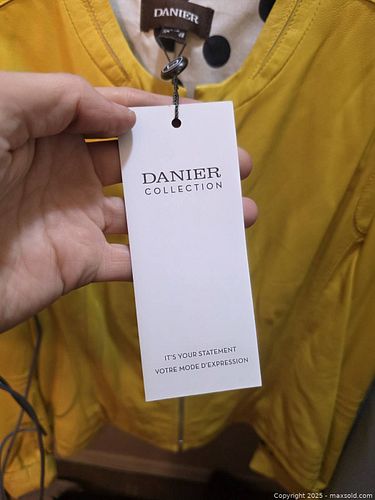 DANIER
DANIER
COLLECTION
IT'S YOUR STATEMENT
VOTRE MODE D'EXPRESSION
Copyright 2025 - maxsold.com